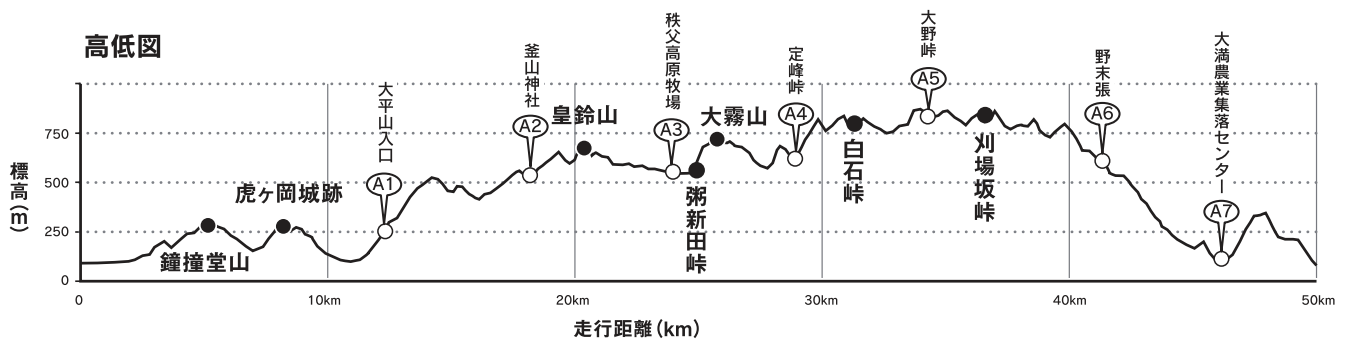 高低図
大平山入口
A1
釜山神社
A2
秩父高原牧場
A3
定峰峠
A4
大野峠
A5
野末張
A6
大満農業集落センター
A7
鐘撞堂山
虎ヶ岡城跡
皇鈴山
粥新田峠
大霧山
白石峠
刈場坂峠
標高(m)
750
500
250
0
0
10km
20km
30km
40km
50km
走行距離(km)